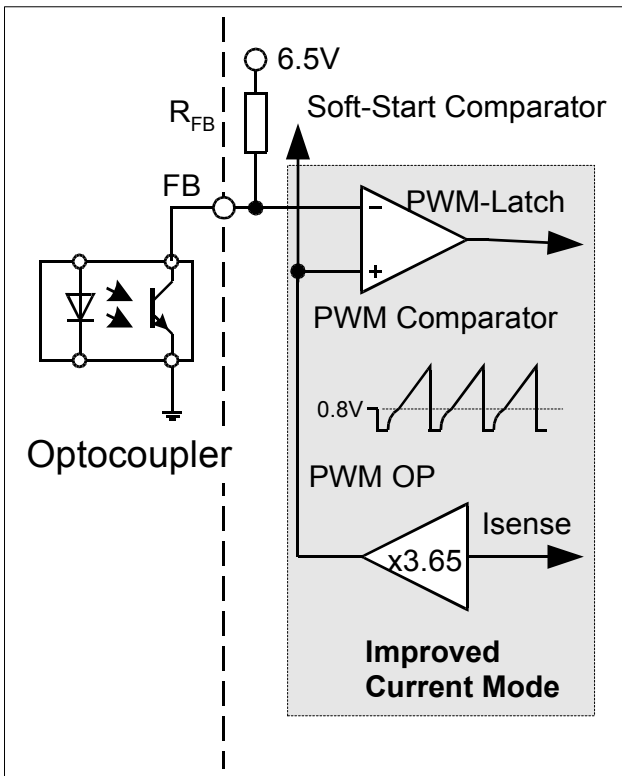 6.5V
R_FB
Soft-Start Comparator
FB
PWM-Latch
−
+
PWM Comparator
0.8V
Optocoupler
PWM OP
Isense
x3.65
Improved
Current Mode